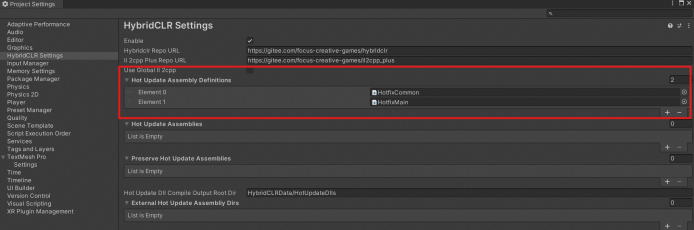 Project Settings
Adaptive Performance
Audio
Editor
Graphics
HybridCLR Settings
Input Manager
Memory Settings
Package Manager
Physics
Physics 2D
Player
Preset Manager
Quality
Scene Template
Script Execution Order
Services
Tags and Layers
TextMesh Pro
Settings
Time
Timeline
UI Builder
Version Control
Visual Scripting
XR Plugin Management
HybridCLR Settings
Enable
Hybridclr Repo URL https://gitee.com/focus-creative-games/hybridclr
Il 2cpp Plus Repo URL https://gitee.com/focus-creative-games/il2cpp_plus
Use Global Il 2cpp
Hot Update Assembly Definitions 2
Element 0 HotfixCommon
Element 1 HotfixMain
Hot Update Assemblies 0
List is Empty
Preserve Hot Update Assemblies 0
List is Empty
Hot Update Dll Compile Output Root Dir HybridCLRData/HotUpdateDlls
External Hot Update Assembliy Dirs 0
List is Empty